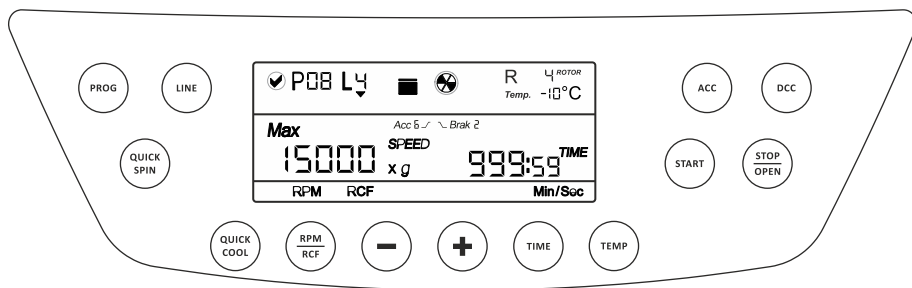 PROG
LINE
QUICK
SPIN
P08 L4
R 4 ROTOR
Temp. -10°C
Acc 6 Brak 2
Max
SPEED
15000 x g
999:59 TIME
RPM RCF Min/Sec
ACC
DCC
START
STOP
OPEN
QUICK
COOL
RPM
RCF
−
+
TIME
TEMP